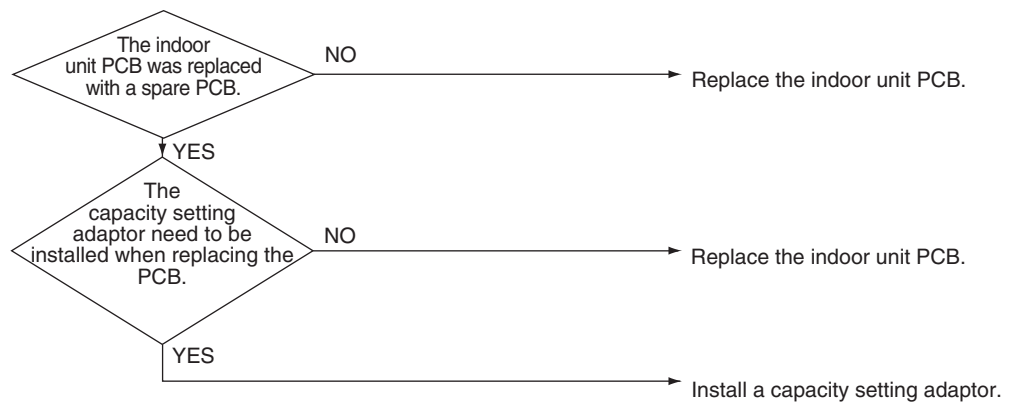 The indoor
unit PCB was replaced
with a spare PCB.
NO
Replace the indoor unit PCB.
YES
The
capacity setting
adaptor need to be
installed when replacing the
PCB.
NO
Replace the indoor unit PCB.
YES
Install a capacity setting adaptor.